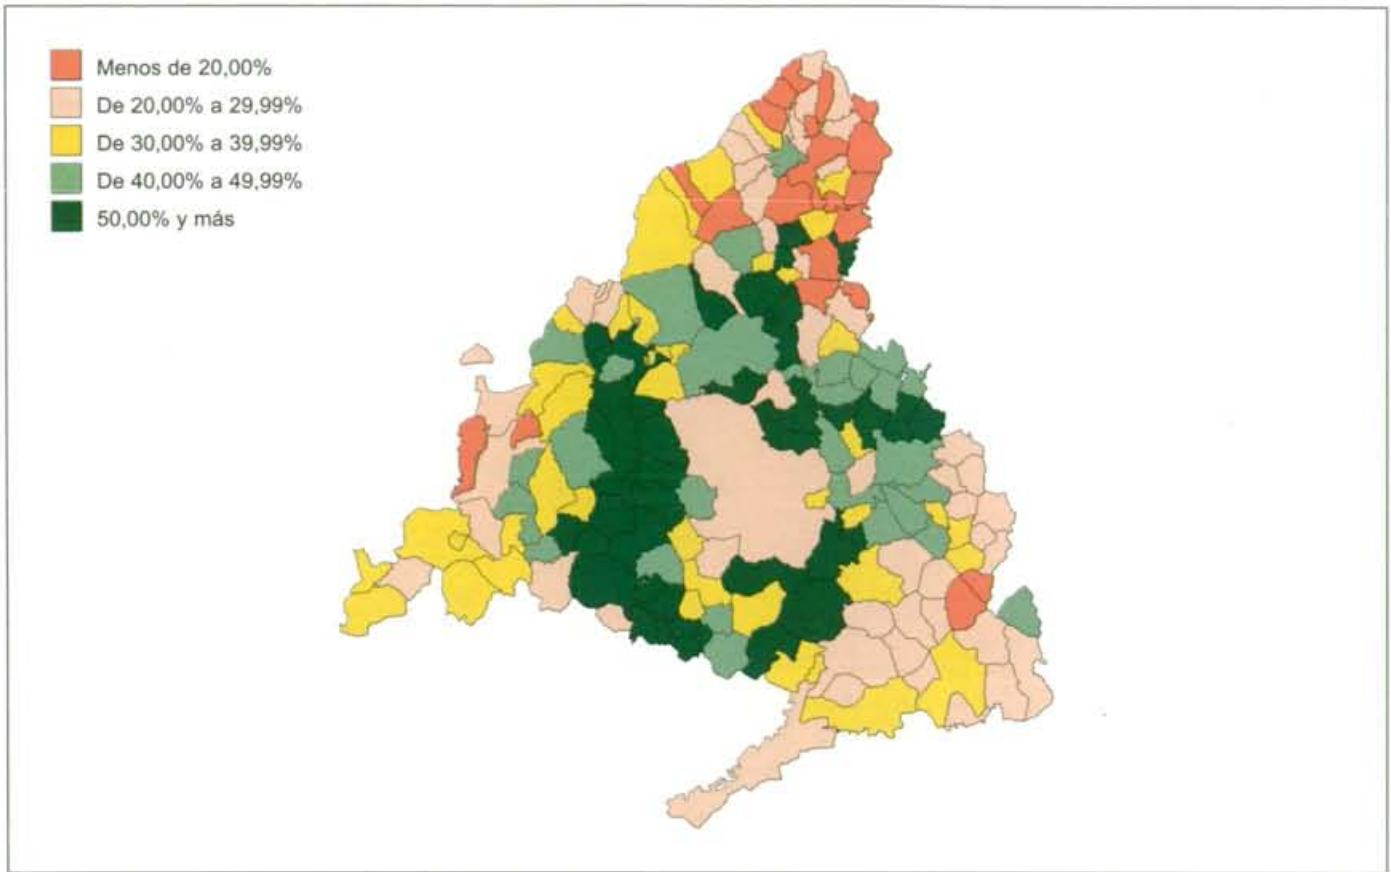 Menos de 20,00%
De 20,00% a 29,99%
De 30,00% a 39,99%
De 40,00% a 49,99%
50,00% y más